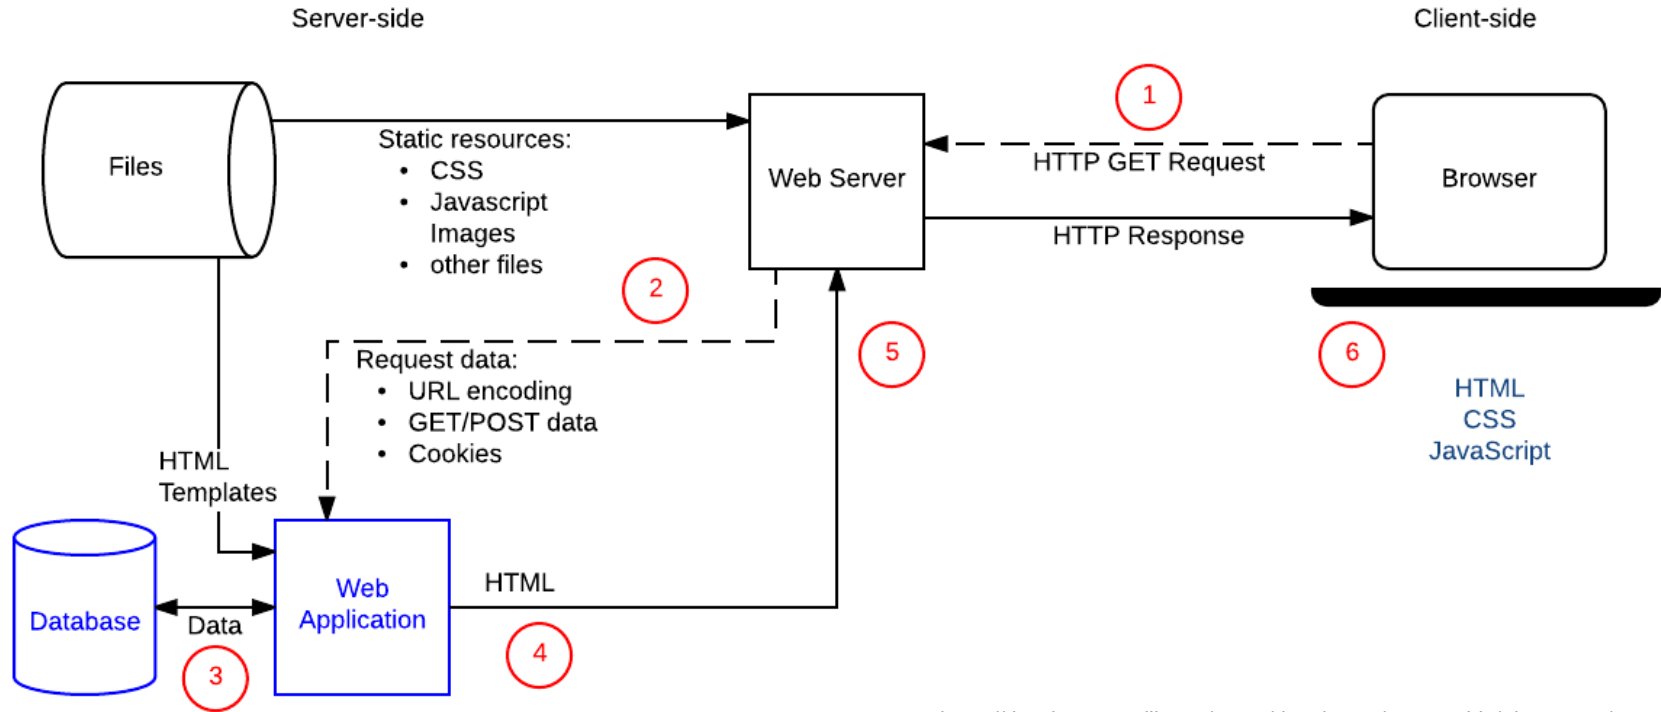 Server-side
Client-side
1
Files
Static resources:
• CSS
• Javascript
Images
• other files
Web Server
HTTP GET Request
Browser
HTTP Response
2
Request data:
• URL encoding
• GET/POST data
• Cookies
5
6
HTML
CSS
JavaScript
HTML
Templates
Database
Data
3
Web
Application
HTML
4